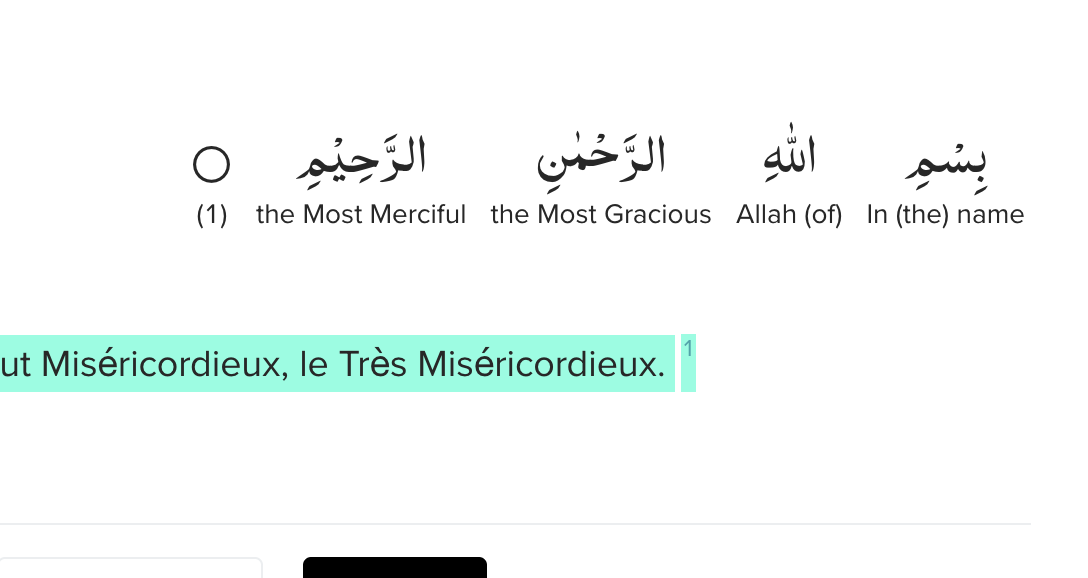 بِسْمِ اللّٰهِ الرَّحْمٰنِ الرَّحِيْمِ ○
In (the) name Allah (of) the Most Gracious the Most Merciful (1)
ut Miséricordieux, le Très Miséricordieux. 1